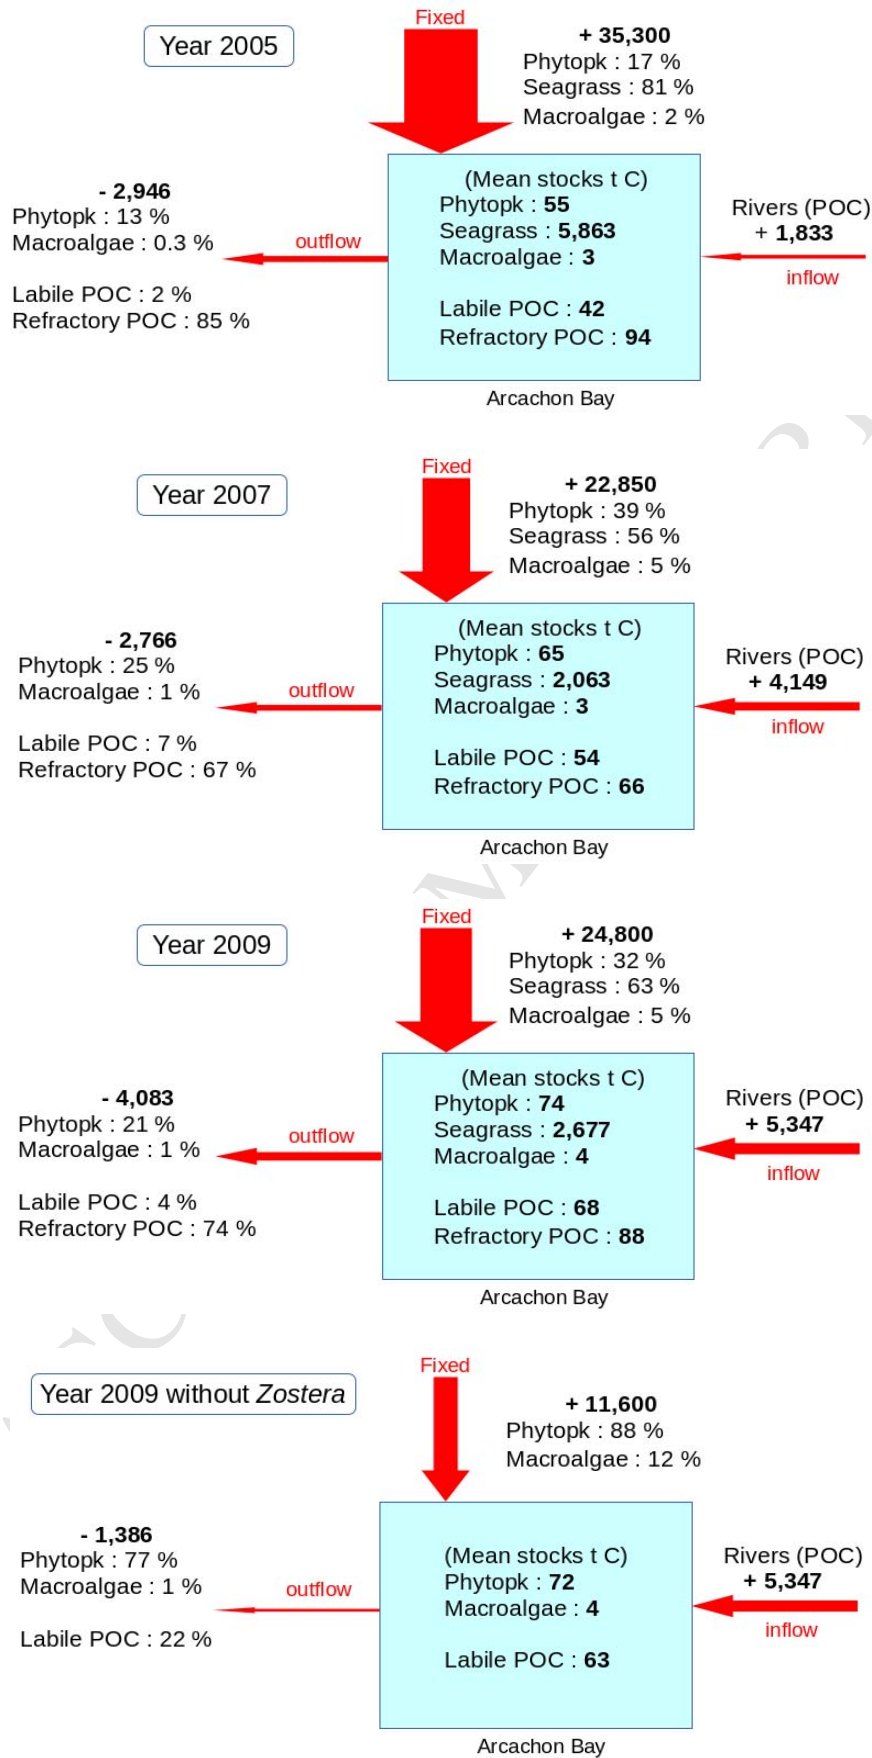 Fixed
Year 2005
+ 35,300
Phytopk : 17 %
Seagrass : 81 %
Macroalgae : 2 %
- 2,946
Phytopk : 13 %
Macroalgae : 0.3 %
Labile POC : 2 %
Refractory POC : 85 %
outflow
(Mean stocks t C)
Phytopk : 55
Seagrass : 5,863
Macroalgae : 3
Labile POC : 42
Refractory POC : 94
Rivers (POC)
+ 1,833
inflow
Arcachon Bay
Fixed
Year 2007
+ 22,850
Phytopk : 39 %
Seagrass : 56 %
Macroalgae : 5 %
- 2,766
Phytopk : 25 %
Macroalgae : 1 %
Labile POC : 7 %
Refractory POC : 67 %
outflow
(Mean stocks t C)
Phytopk : 65
Seagrass : 2,063
Macroalgae : 3
Labile POC : 54
Refractory POC : 66
Rivers (POC)
+ 4,149
inflow
Arcachon Bay
Fixed
Year 2009
+ 24,800
Phytopk : 32 %
Seagrass : 63 %
Macroalgae : 5 %
- 4,083
Phytopk : 21 %
Macroalgae : 1 %
Labile POC : 4 %
Refractory POC : 74 %
outflow
(Mean stocks t C)
Phytopk : 74
Seagrass : 2,677
Macroalgae : 4
Labile POC : 68
Refractory POC : 88
Rivers (POC)
+ 5,347
inflow
Arcachon Bay
Fixed
Year 2009 without Zostera
+ 11,600
Phytopk : 88 %
Macroalgae : 12 %
- 1,386
Phytopk : 77 %
Macroalgae : 1 %
Labile POC : 22 %
outflow
(Mean stocks t C)
Phytopk : 72
Macroalgae : 4
Labile POC : 63
Rivers (POC)
+ 5,347
inflow
Arcachon Bay